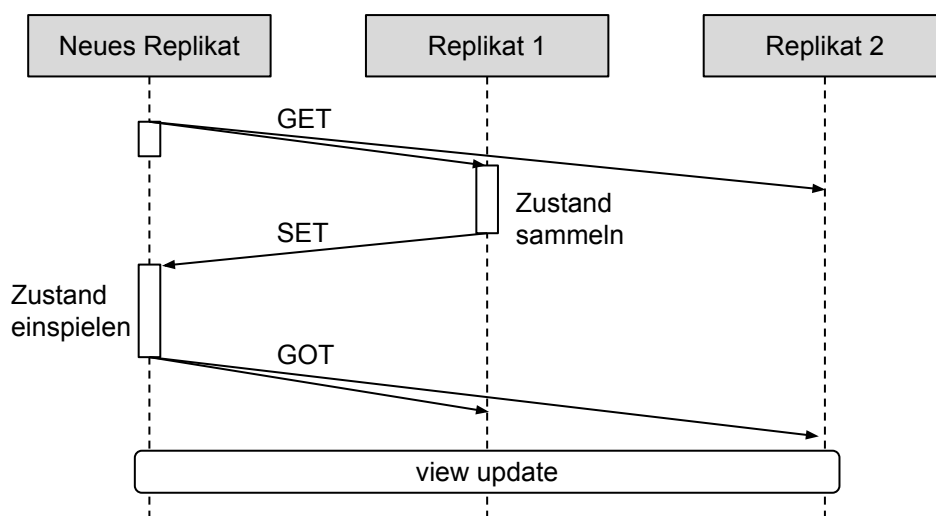 Neues Replikat
Replikat 1
Replikat 2
GET
Zustand
sammeln
SET
Zustand
einspielen
GOT
view update